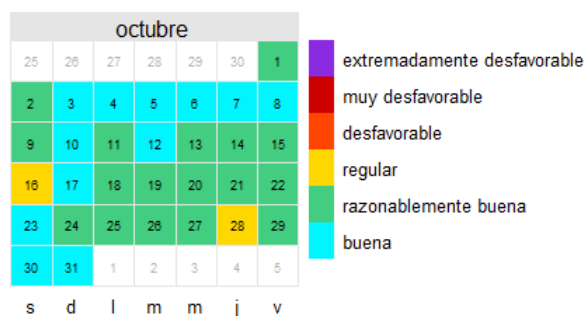 octubre
25 26 27 28 29 30 1
2 3 4 5 6 7 8
9 10 11 12 13 14 15
16 17 18 19 20 21 22
23 24 25 26 27 28 29
30 31 1 2 3 4 5
s d l m m j v
extremadamente desfavorable
muy desfavorable
desfavorable
regular
razonablemente buena
buena